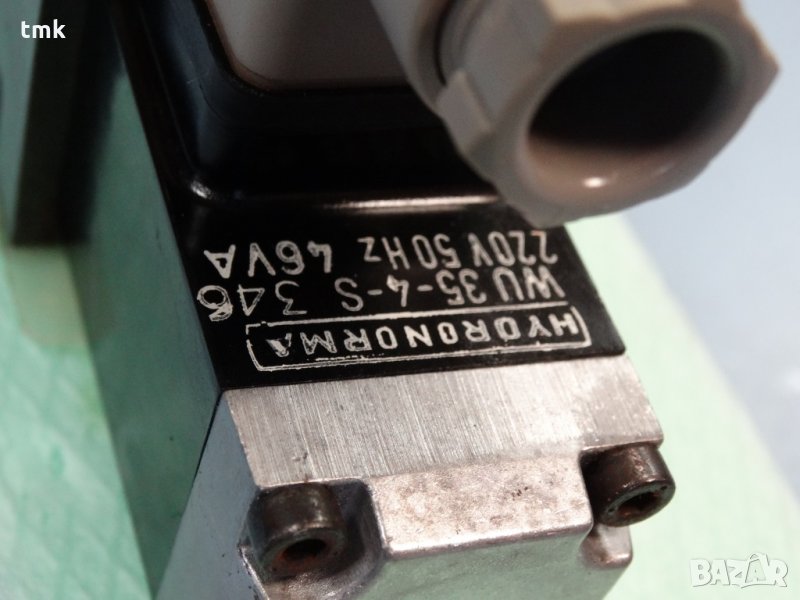 tmk
HYDRONORMA
WU 35-4-S 346
220V 50Hz 46VA
BAZAR